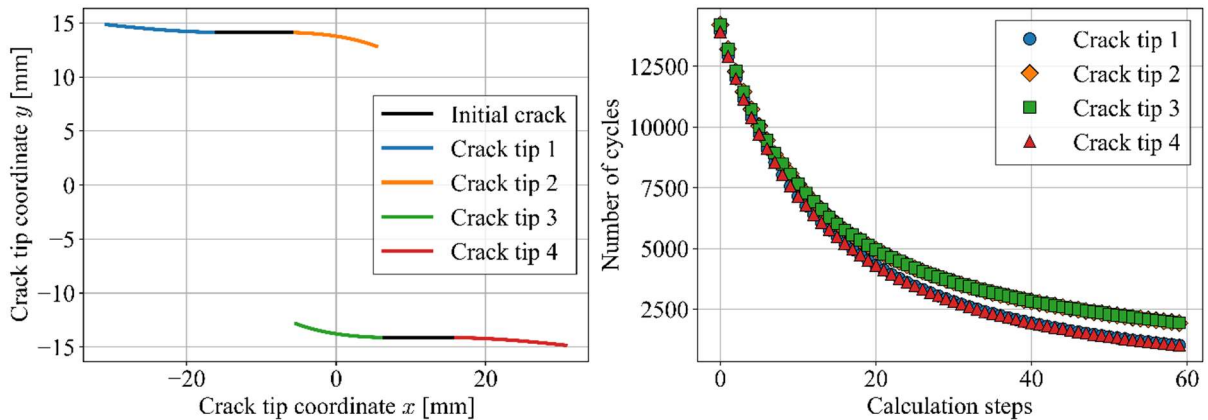 Crack tip coordinate y [mm]
15
10
5
0
−5
−10
−15
−20
0
20
Crack tip coordinate x [mm]
Initial crack
Crack tip 1
Crack tip 2
Crack tip 3
Crack tip 4
Number of cycles
12500
10000
7500
5000
2500
0
20
40
60
Calculation steps
Crack tip 1
Crack tip 2
Crack tip 3
Crack tip 4